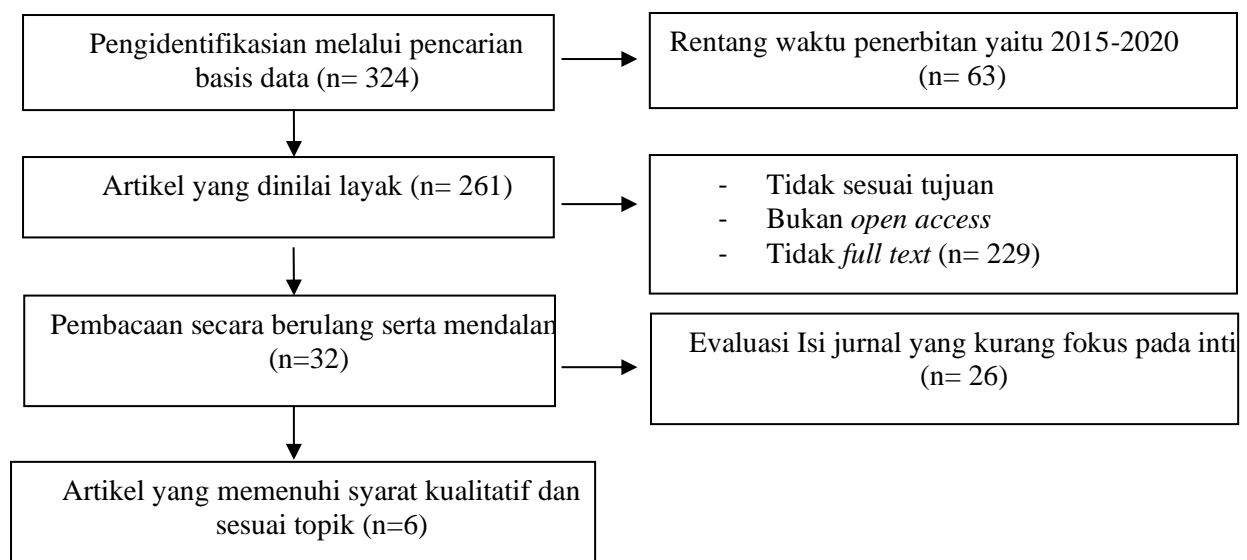 Pengidentifikasian melalui pencarian
basis data (n= 324)
Rentang waktu penerbitan yaitu 2015-2020
(n= 63)
Artikel yang dinilai layak (n= 261)
- Tidak sesuai tujuan
- Bukan open access
- Tidak full text (n= 229)
Pembacaan secara berulang serta mendalan
(n=32)
Evaluasi Isi jurnal yang kurang fokus pada inti
(n= 26)
Artikel yang memenuhi syarat kualitatif dan
sesuai topik (n=6)